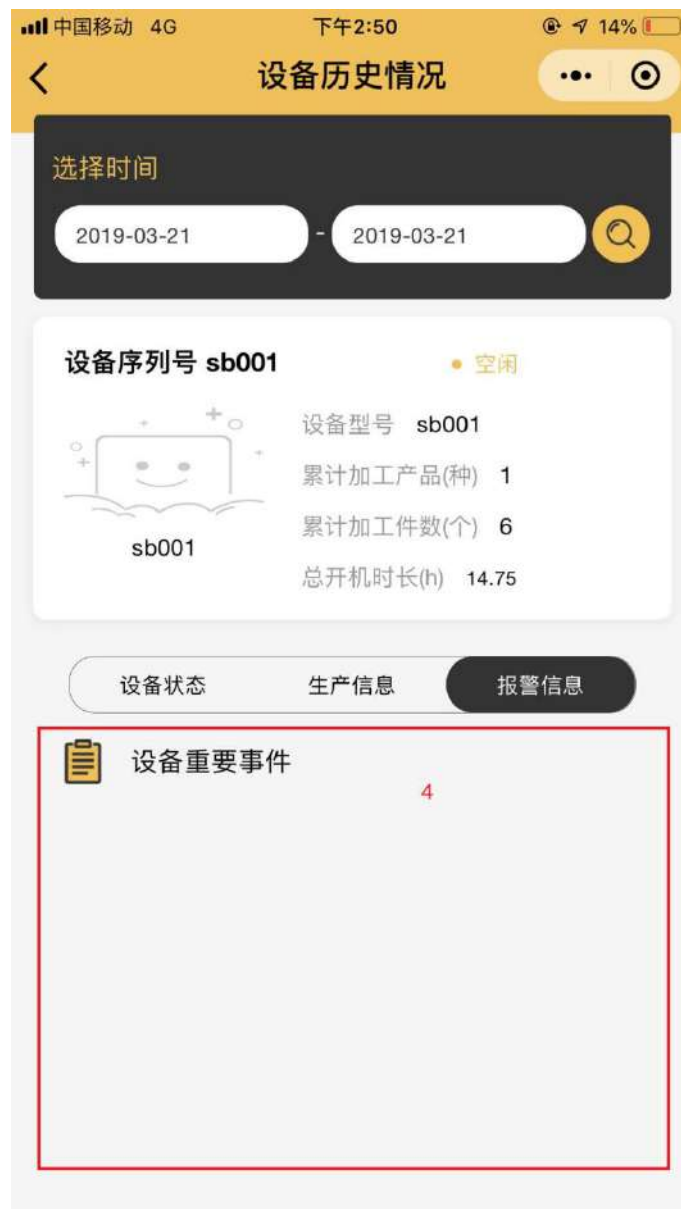 中国移动 4G 下午2:50 14%
设备历史情况
选择时间
2019-03-21 - 2019-03-21
设备序列号 sb001 空闲
设备型号 sb001
累计加工产品(种) 1
累计加工件数(个) 6
sb001
总开机时长(h) 14.75
设备状态 生产信息 报警信息
设备重要事件
4